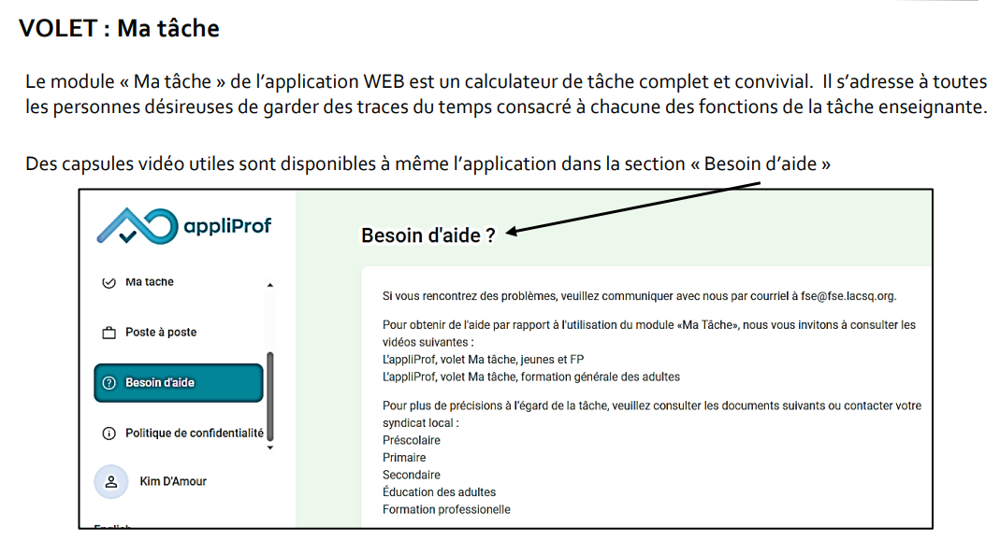 VOLET : Ma tâche
Le module « Ma tâche » de l’application WEB est un calculateur de tâche complet et convivial.  Il s’adresse à toutes
les personnes désireuses de garder des traces du temps consacré à chacune des fonctions de la tâche enseignante.
Des capsules vidéo utiles sont disponibles à même l’application dans la section « Besoin d’aide »
appliProf
Ma tache
Poste à poste
Besoin d'aide
Politique de confidentialité
Kim D'Amour
English
Besoin d'aide ?
Si vous rencontrez des problèmes, veuillez communiquer avec nous par courriel à fse@fse.lacsq.org.
Pour obtenir de l'aide par rapport à l'utilisation du module «Ma Tâche», nous vous invitons à consulter les
vidéos suivantes :
L'appliProf, volet Ma tâche, jeunes et FP
L'appliProf, volet Ma tâche, formation générale des adultes
Pour plus de précisions à l'égard de la tâche, veuillez consulter les documents suivants ou contacter votre
syndicat local :
Préscolaire
Primaire
Secondaire
Éducation des adultes
Formation professionelle